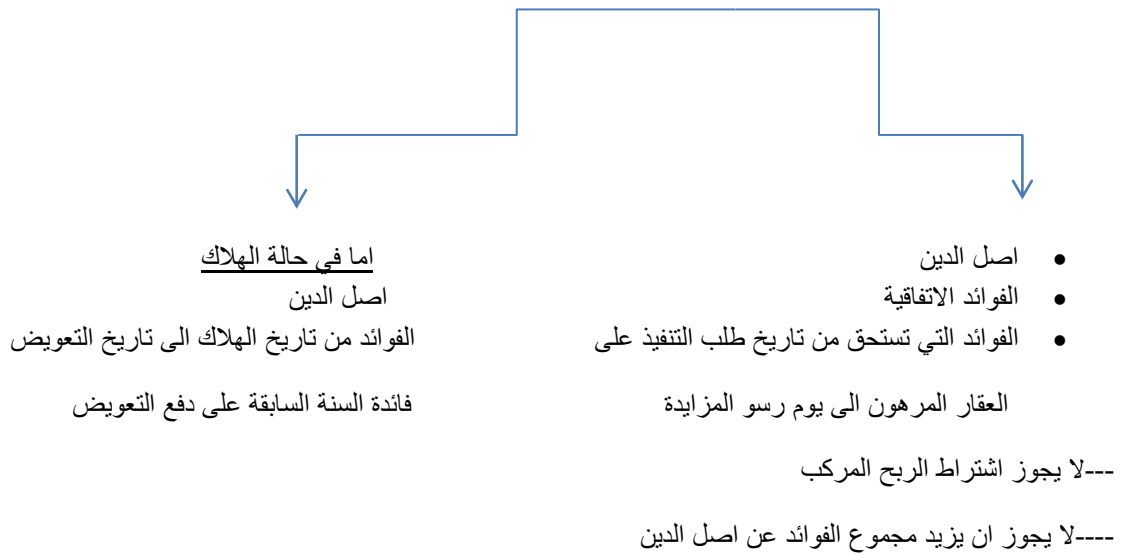 • اصل الدين
• الفوائد الاتفاقية
• الفوائد التي تستحق من تاريخ طلب التنفيذ على
العقار المرهون الى يوم رسو المزايدة
اما في حالة الهلاك
اصل الدين
الفوائد من تاريخ الهلاك الى تاريخ التعويض
فائدة السنة السابقة على دفع التعويض
---لا يجوز اشتراط الربح المركب
----لا يجوز ان يزيد مجموع الفوائد عن اصل الدين